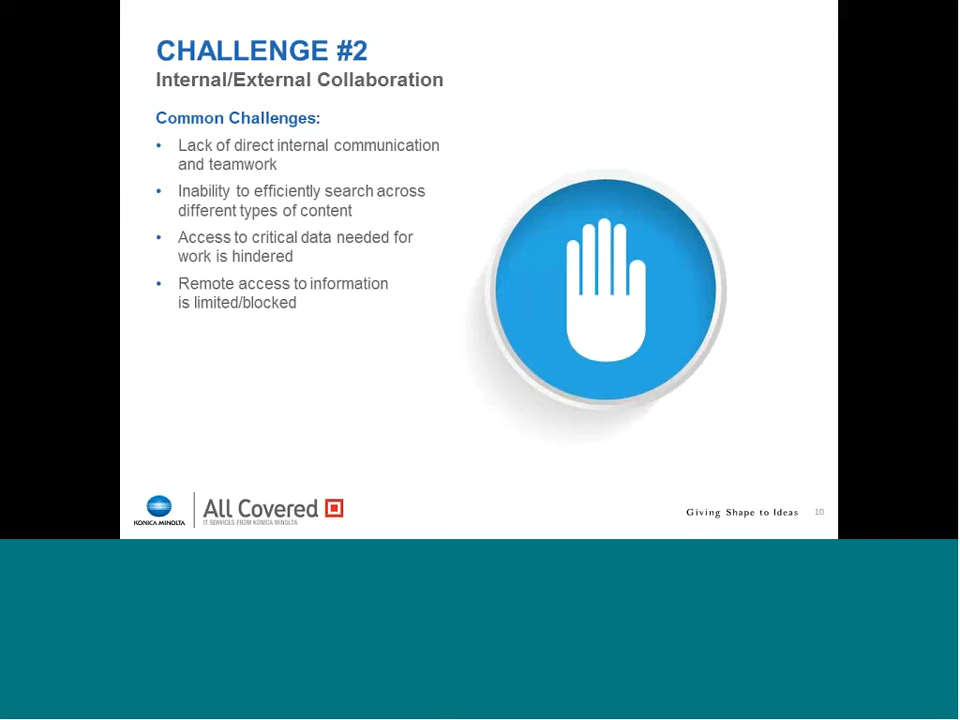 CHALLENGE #2
Internal/External Collaboration
Common Challenges:
• Lack of direct internal communication
and teamwork
• Inability to efficiently search across
different types of content
• Access to critical data needed for
work is hindered
• Remote access to information
is limited/blocked
KONICA MINOLTA
All Covered
IT SERVICES FROM KONICA MINOLTA
Giving Shape to Ideas
10